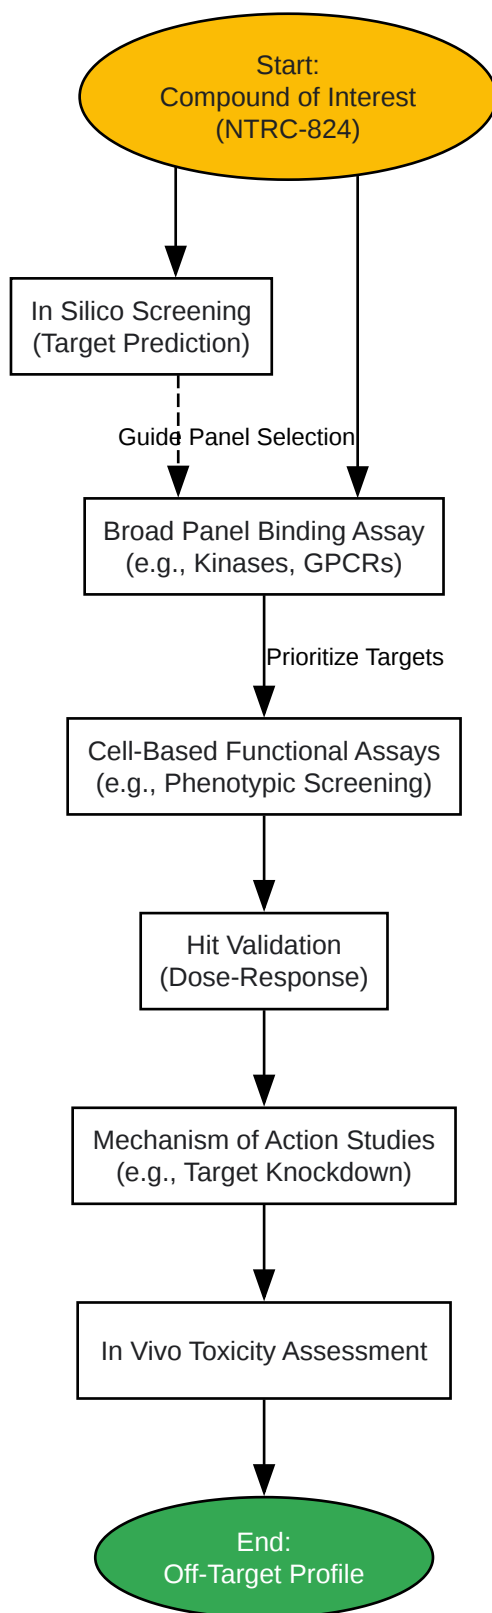 Start:
Compound of Interest
(NTRC-824)
In Silico Screening
(Target Prediction)
Guide Panel Selection
Broad Panel Binding Assay
(e.g., Kinases, GPCRs)
Prioritize Targets
Cell-Based Functional Assays
(e.g., Phenotypic Screening)
Hit Validation
(Dose-Response)
Mechanism of Action Studies
(e.g., Target Knockdown)
In Vivo Toxicity Assessment
End:
Off-Target Profile